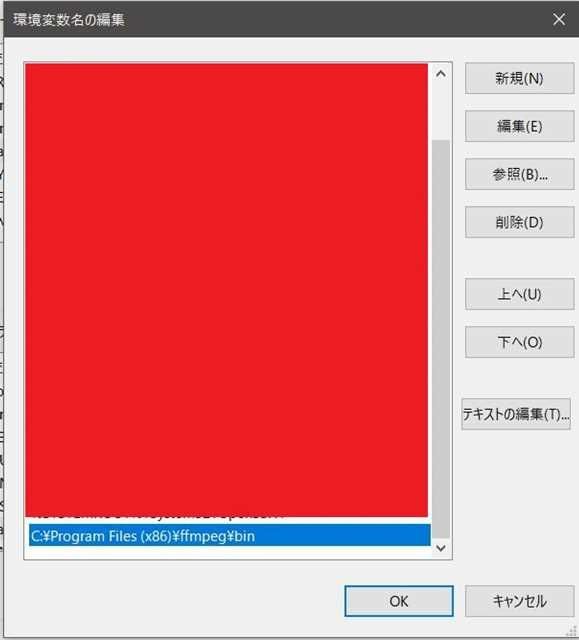 環境変数名の編集
新規(N)
編集(E)
参照(B)...
削除(D)
上へ(U)
下へ(O)
テキストの編集(T)...
C:¥Program Files (x86)¥ffmpeg¥bin
OK
キャンセル